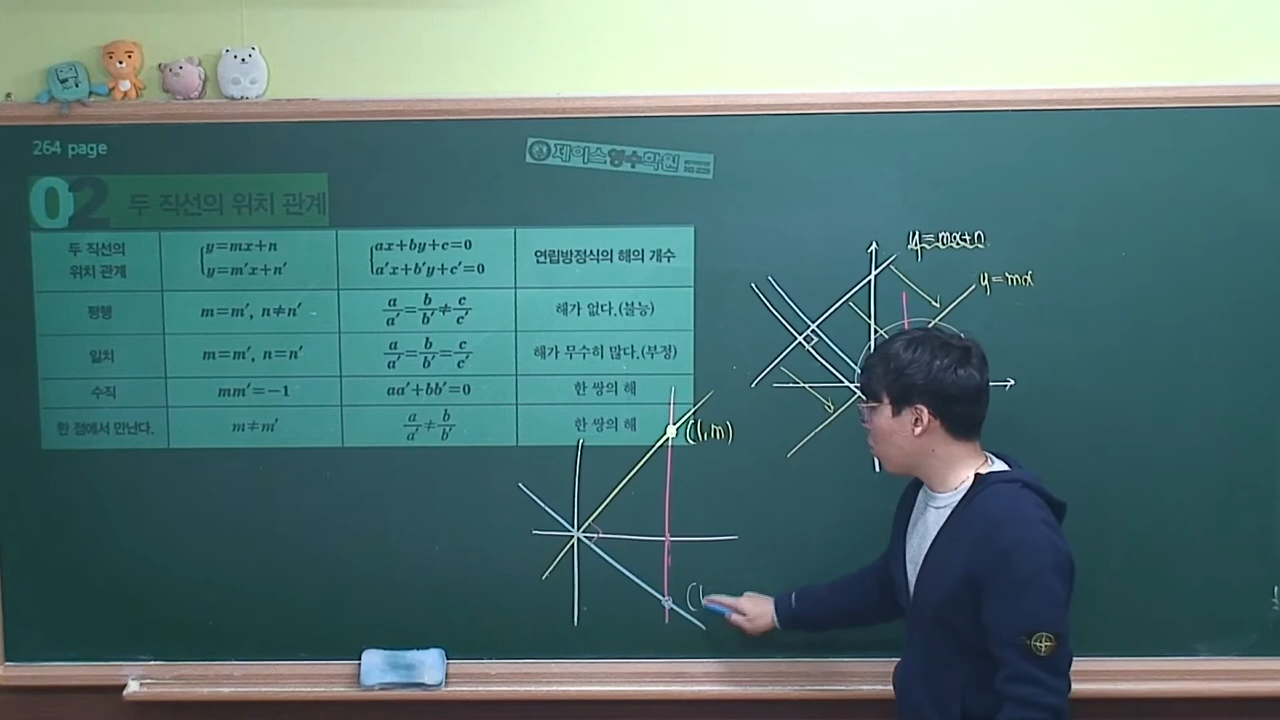 264 page
제이스영수학원
02 두 직선의 위치 관계
두 직선의 위치 관계 | y=mx+n y=m′x+n′ | ax+by+c=0 a′x+b′y+c′=0 | 연립방정식의 해의 개수
평행 | m=m′, n≠n′ | a/a′=b/b′≠c/c′ | 해가 없다.(불능)
일치 | m=m′, n=n′ | a/a′=b/b′=c/c′ | 해가 무수히 많다.(부정)
수직 | mm′=−1 | aa′+bb′=0 | 한 쌍의 해
한 점에서 만난다. | m≠m′ | a/a′≠b/b′ | 한 쌍의 해
y=mx+n
y=mx
(1,m)
(1